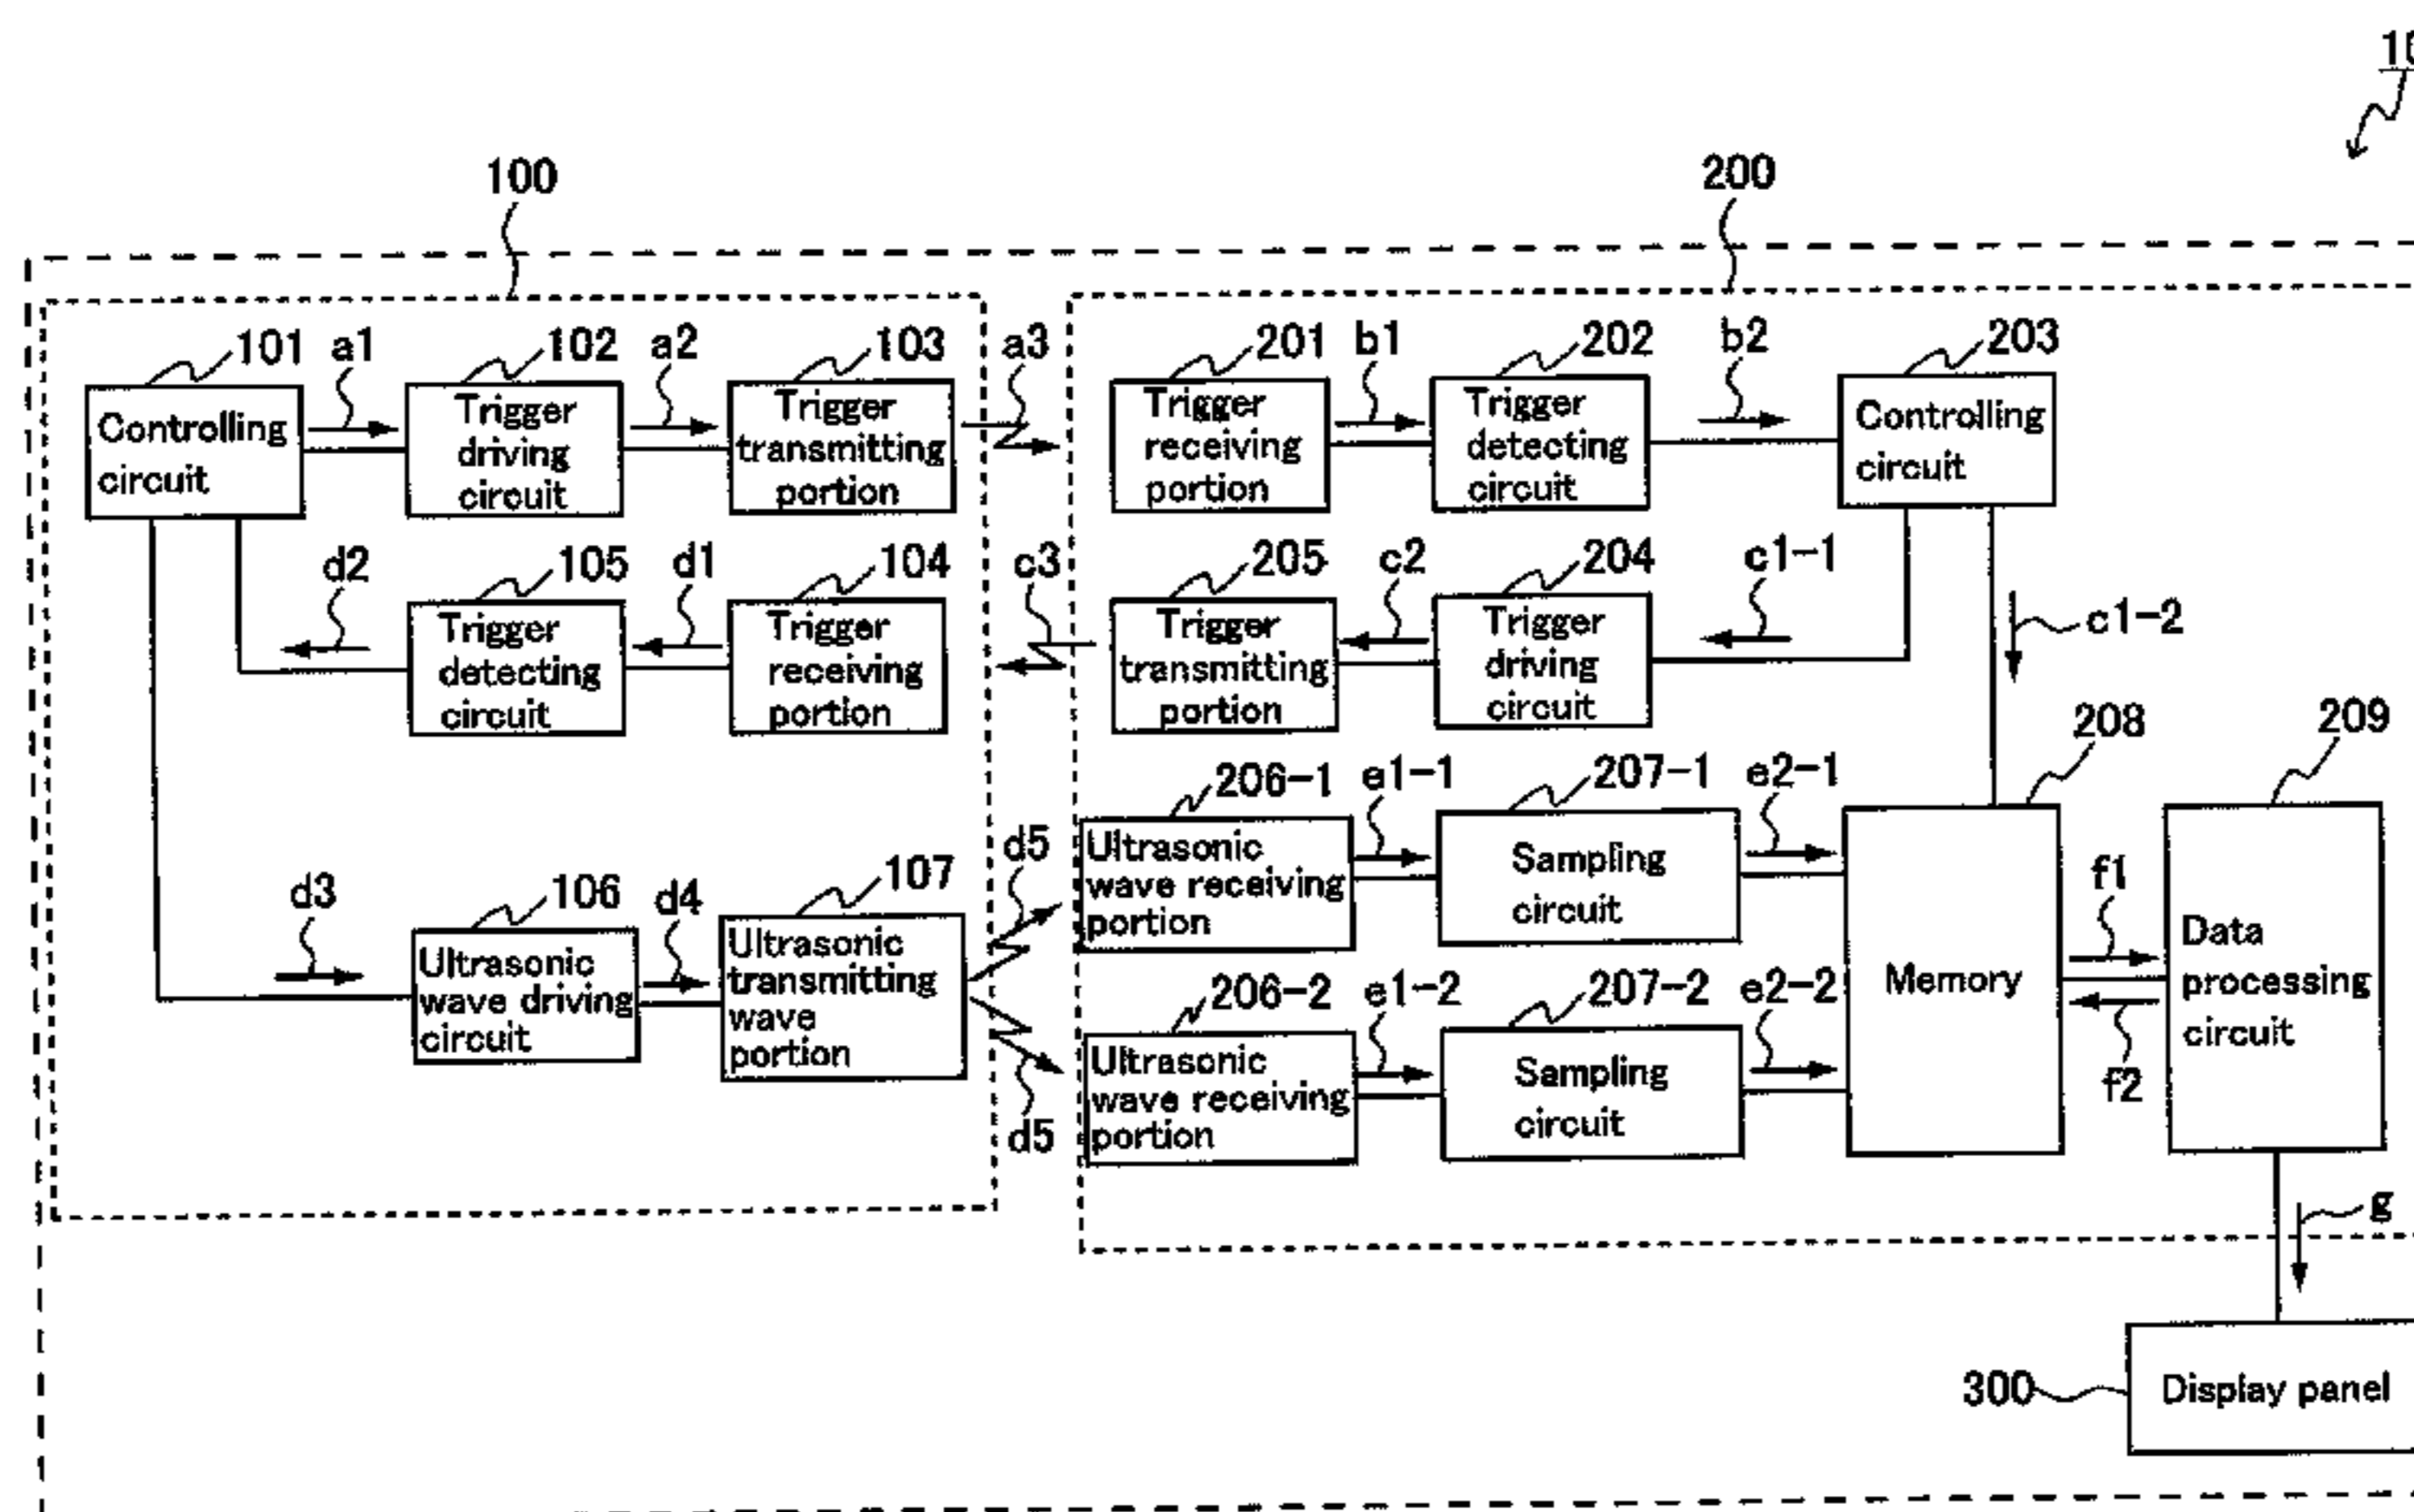 10
100
200
101
a1
102
a2
103
a3
201
b1
202
b2
203
Controlling
circuit
Trigger
driving
circuit
Trigger
transmitting
portion
Trigger
receiving
portion
Trigger
detecting
circuit
Controlling
circuit
d2
105
d1
104
c3
205
c2
204
c1-1
c1-2
Trigger
detecting
circuit
Trigger
receiving
portion
Trigger
transmitting
portion
Trigger
driving
circuit
208
209
206-1
e1-1
207-1
e2-1
d3
106
d4
107
d5
Ultrasonic
wave receiving
portion
Sampling
circuit
Ultrasonic
wave driving
circuit
Ultrasonic
transmitting
wave
portion
206-2
e1-2
207-2
e2-2
Memory
f1
f2
Data
processing
circuit
d5
Ultrasonic
wave receiving
portion
Sampling
circuit
g
300
Display panel